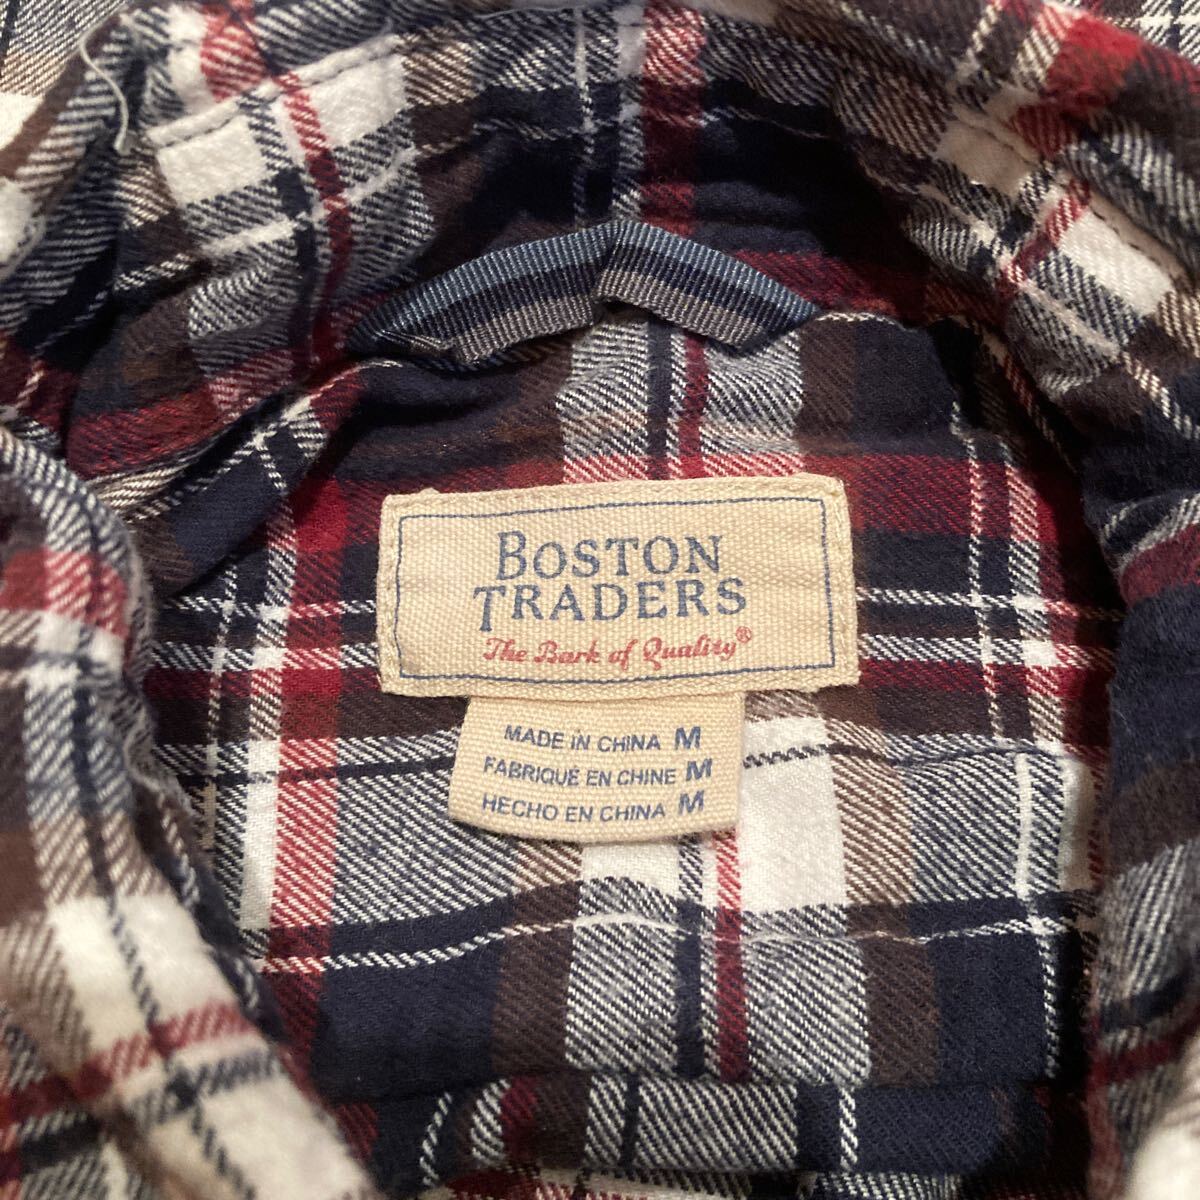 BOSTON
TRADERS
The Bark of Quality®
MADE IN CHINA M
FABRIQUÉ EN CHINE M
HECHO EN CHINA M